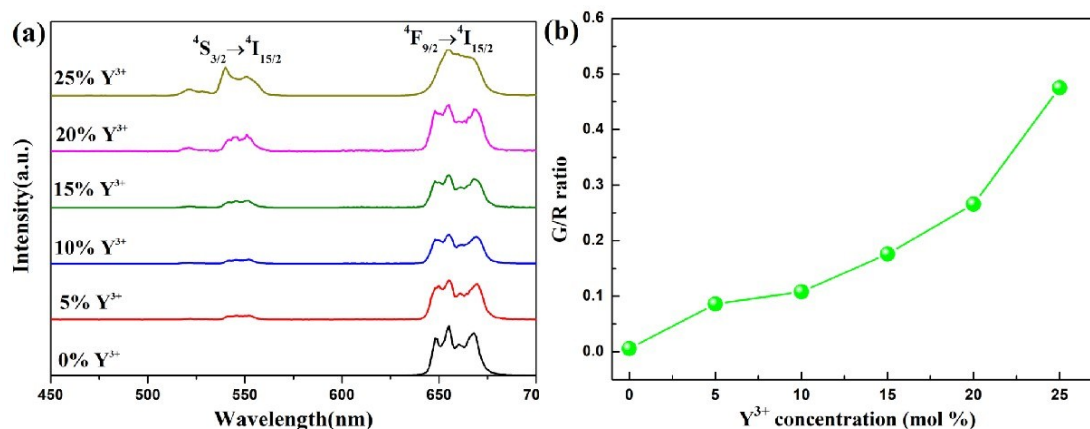 (a)
⁴S₃/₂→⁴I₁₅/₂
⁴F₉/₂→⁴I₁₅/₂
25% Y³⁺
20% Y³⁺
15% Y³⁺
10% Y³⁺
5% Y³⁺
0% Y³⁺
Intensity(a.u.)
450 500 550 600 650 70
Wavelength(nm)
(b)
0.6
0.5
0.4
0.3
0.2
0.1
0.0
G/R ratio
0 5 10 15 20 25
Y³⁺ concentration (mol %)